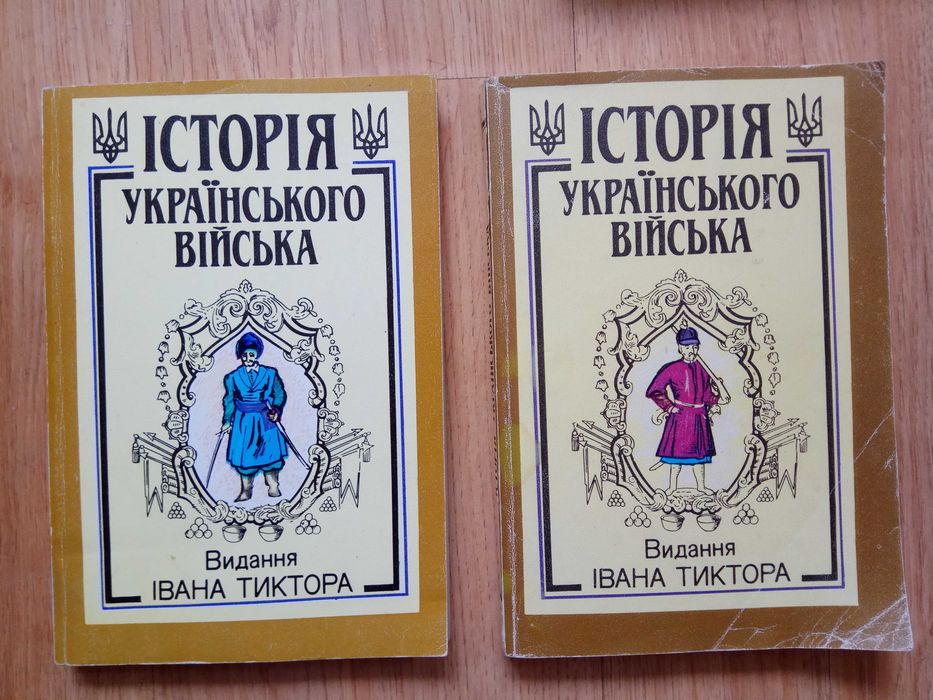 ІСТОРІЯ
УКРАЇНСЬКОГО
ВІЙСЬКА
Видання
ІВАНА ТИКТОРА
ІСТОРІЯ
УКРАЇНСЬКОГО
ВІЙСЬКА
Видання
ІВАНА ТИКТОРА